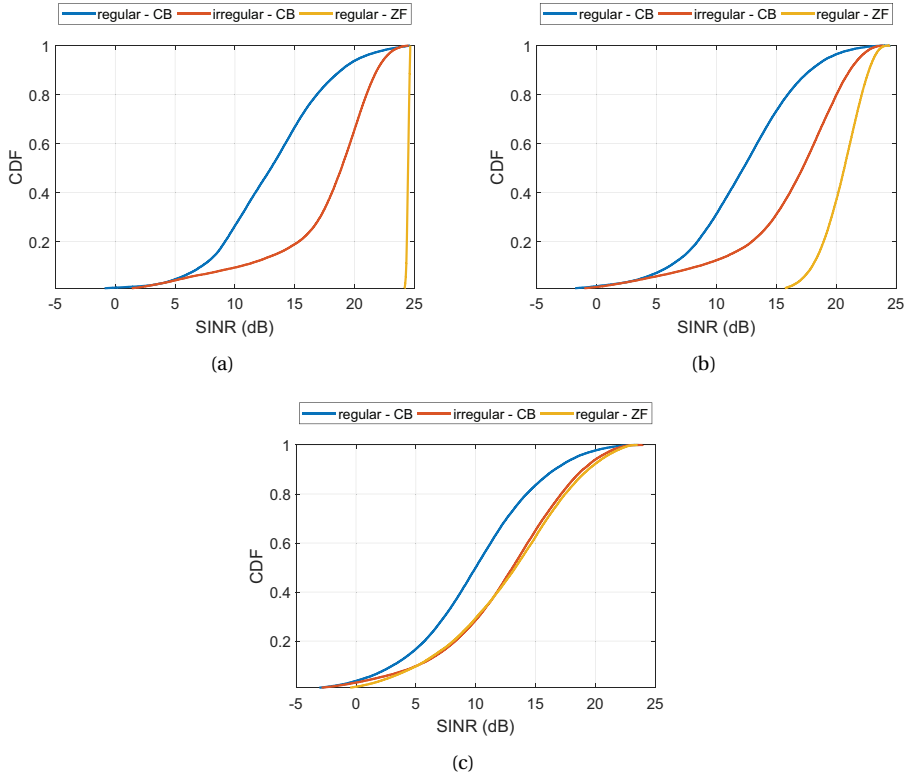 regular - CB irregular - CB regular - ZF
1
0.8
0.6
0.4
0.2
CDF
-5 0 5 10 15 20 25
SINR (dB)
(a)
regular - CB irregular - CB regular - ZF
1
0.8
0.6
0.4
0.2
CDF
-5 0 5 10 15 20 25
SINR (dB)
(b)
regular - CB irregular - CB regular - ZF
1
0.8
0.6
0.4
0.2
CDF
-5 0 5 10 15 20 25
SINR (dB)
(c)